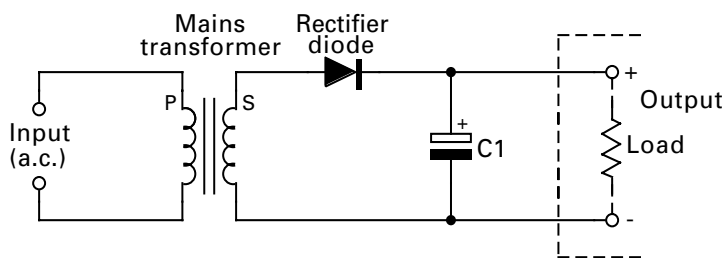 Mains
transformer
Rectifier
diode
P
S
Input
(a.c.)
+
C1
+
Output
Load
-